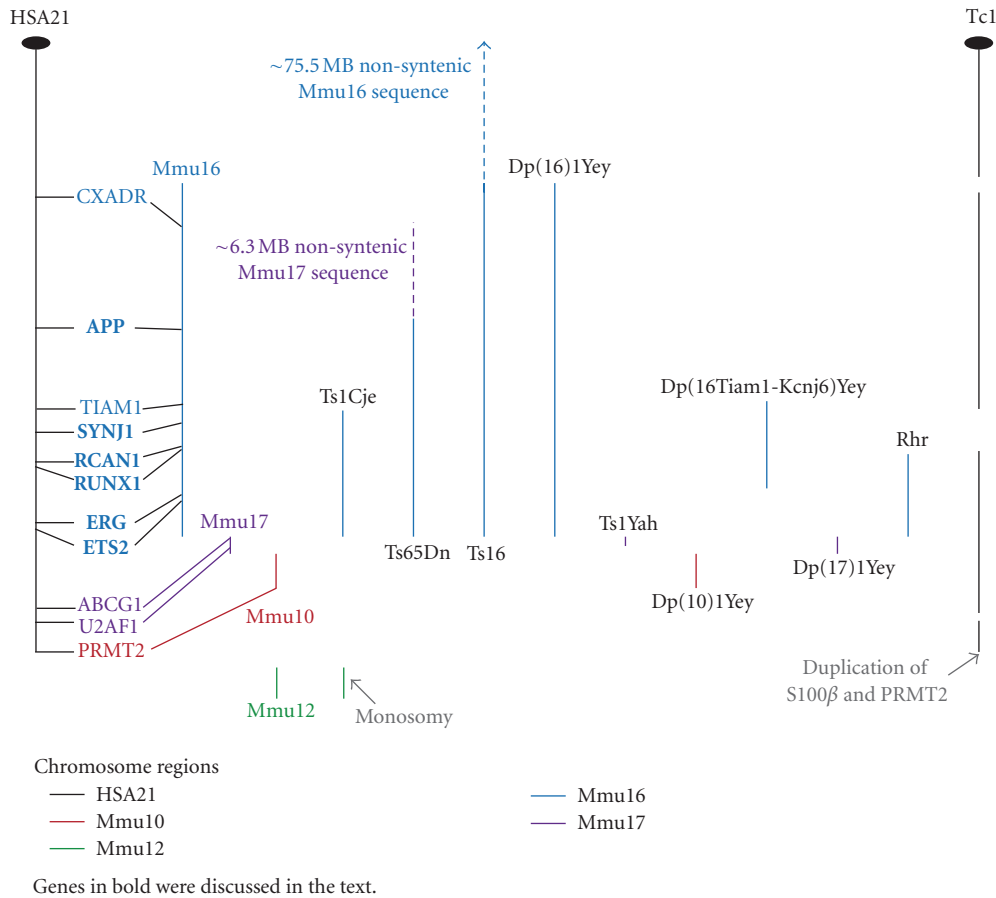 HSA21
Tc1
∼75.5 MB non-syntenic
Mmu16 sequence
Mmu16
Dp(16)1Yey
CXADR
∼6.3 MB non-syntenic
Mmu17 sequence
APP
Ts1Cje
Dp(16Tiam1-Kcnj6)Yey
TIAM1
SYNJ1
Rhr
RCAN1
RUNX1
ERG
Mmu17
Ts1Yah
ETS2
Ts65Dn
Ts16
Dp(17)1Yey
Dp(10)1Yey
ABCG1
U2AF1
Mmu10
PRMT2
Duplication of
S100β and PRMT2
Mmu12
Monosomy
Chromosome regions
HSA21
Mmu10
Mmu12
Mmu16
Mmu17
Genes in bold were discussed in the text.